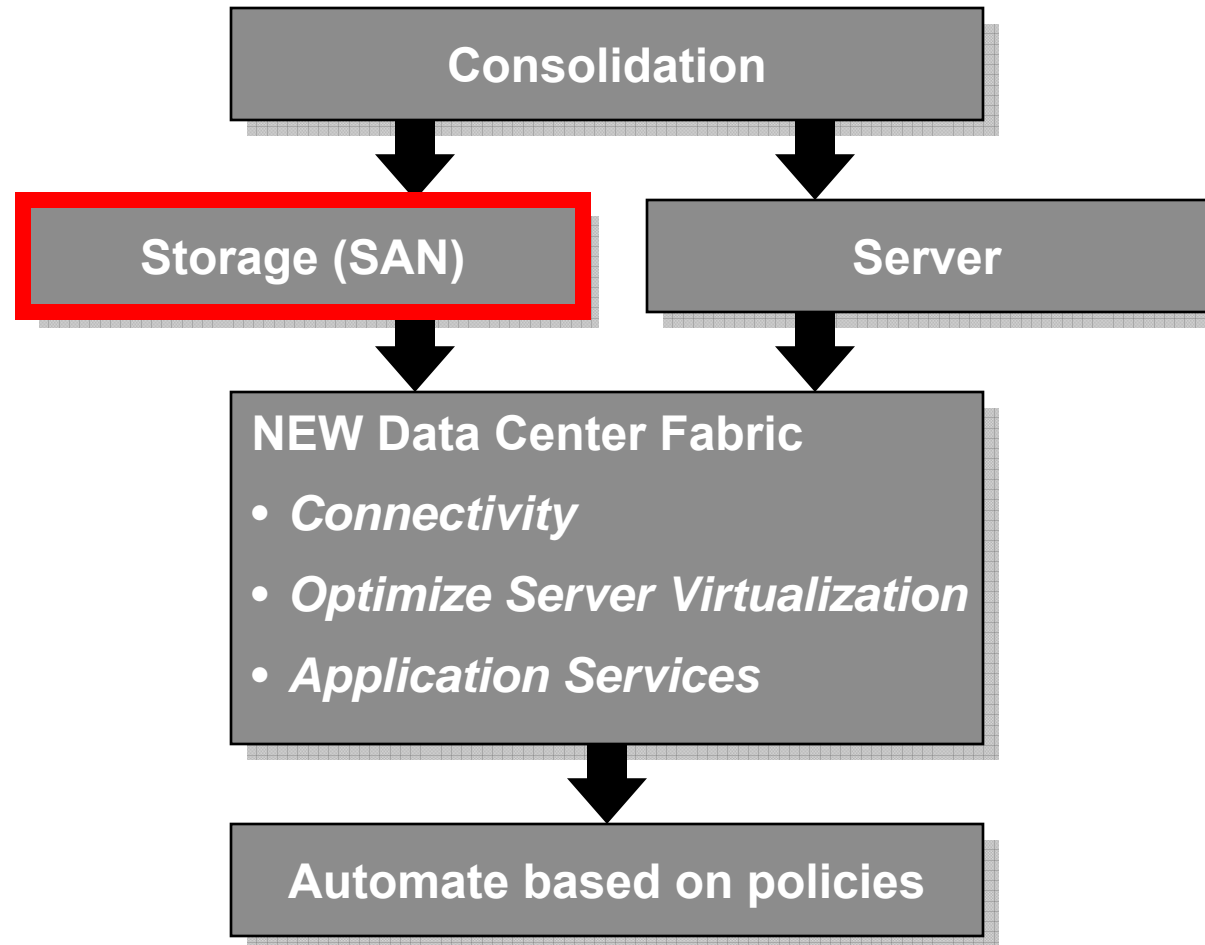 Consolidation
Storage (SAN)
Server
NEW Data Center Fabric
• Connectivity
• Optimize Server Virtualization
• Application Services
Automate based on policies